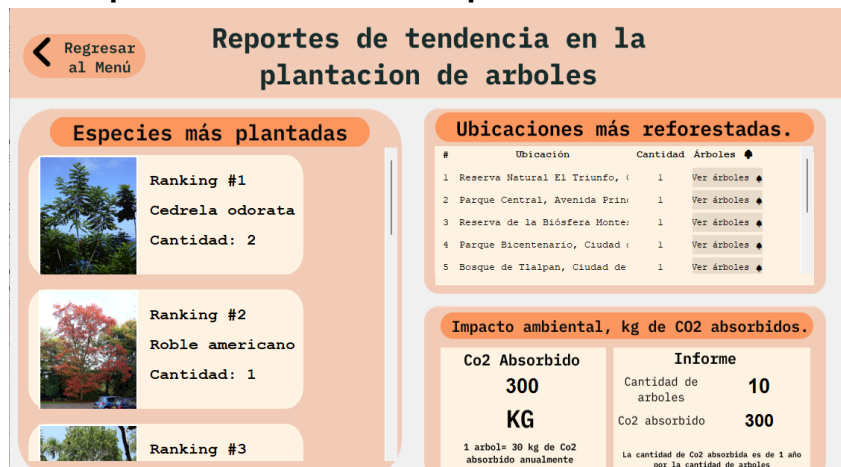 Regresar
al Menú
Reportes de tendencia en la
plantacion de arboles
Especies más plantadas
Ranking #1
Cedrela odorata
Cantidad: 2
Ranking #2
Roble americano
Cantidad: 1
Ranking #3
Ubicaciones más reforestadas.
# Ubicación Cantidad Árboles
1 Reserva Natural El Triunfo, 1 Ver árboles
2 Parque Central, Avenida 1 Ver árboles
3 Reserva de la Biósfera 1 Ver árboles
4 Parque Bicentenario, Ciudad 1 Ver árboles
5 Bosque de Tlalpan, Ciudad de 1 Ver árboles
Impacto ambiental, kg de CO2 absorbidos.
Co2 Absorbido
300
KG
1 arbol= 30 kg de Co2
absorbido anualmente
Informe
Cantidad de
arboles
10
Co2 absorbido 300
La cantidad de Co2 absorbida es de 1 año
por la cantidad de arboles